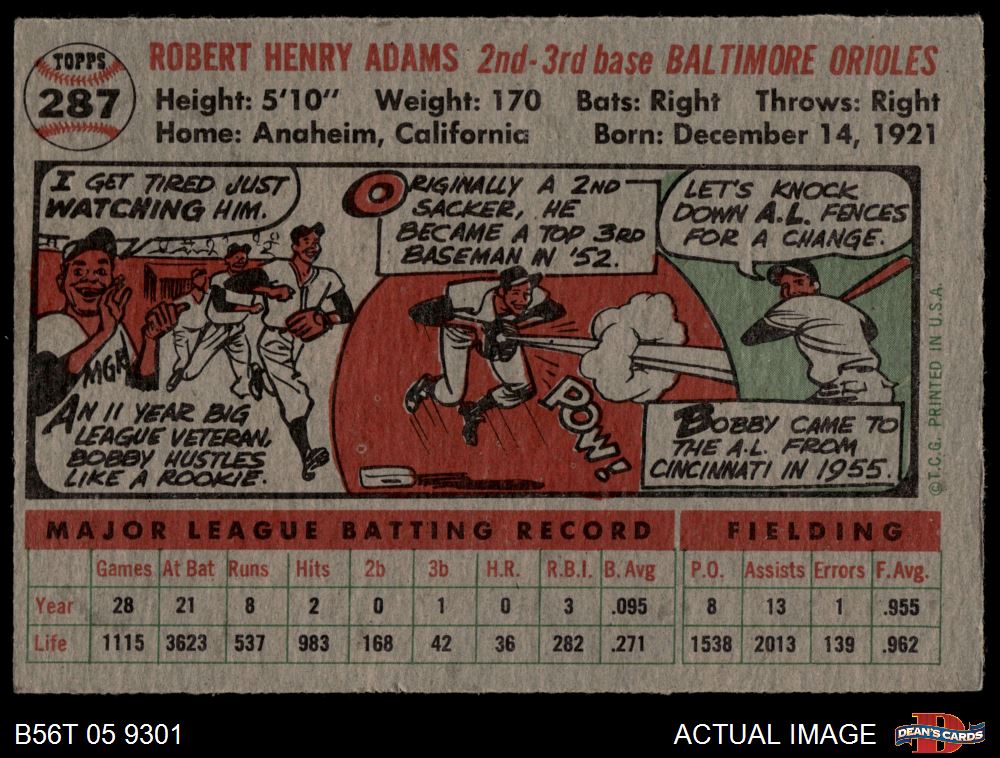 TOPPS
287
ROBERT HENRY ADAMS 2nd-3rd base BALTIMORE ORIOLES
Height: 5'10" Weight: 170 Bats: Right Throws: Right
Home: Anaheim, California Born: December 14, 1921
I GET TIRED JUST
WATCHING HIM.
MGR
AN 11 YEAR BIG
LEAGUE VETERAN,
BOBBY HUSTLES
LIKE A ROOKIE.
ORIGINALLY A 2ND
SACKER, HE
BECAME A TOP 3RD
BASEMAN IN '52.
POW!
LET'S KNOCK
DOWN A.L. FENCES
FOR A CHANGE.
BOBBY CAME TO
THE A.L. FROM
CINCINNATI IN 1955.
©T.C.G. PRINTED IN U.S.A.
MAJOR LEAGUE BATTING RECORD FIELDING
Games At Bat Runs Hits 2b 3b H.R. R.B.I. B. Avg P.O. Assists Errors F.Avg.
Year 28 21 8 2 0 1 0 3 .095 8 13 1 .955
Life 1115 3623 537 983 168 42 36 282 .271 1538 2013 139 .962
B56T 05 9301 ACTUAL IMAGE
D
DEAN'S CARDS